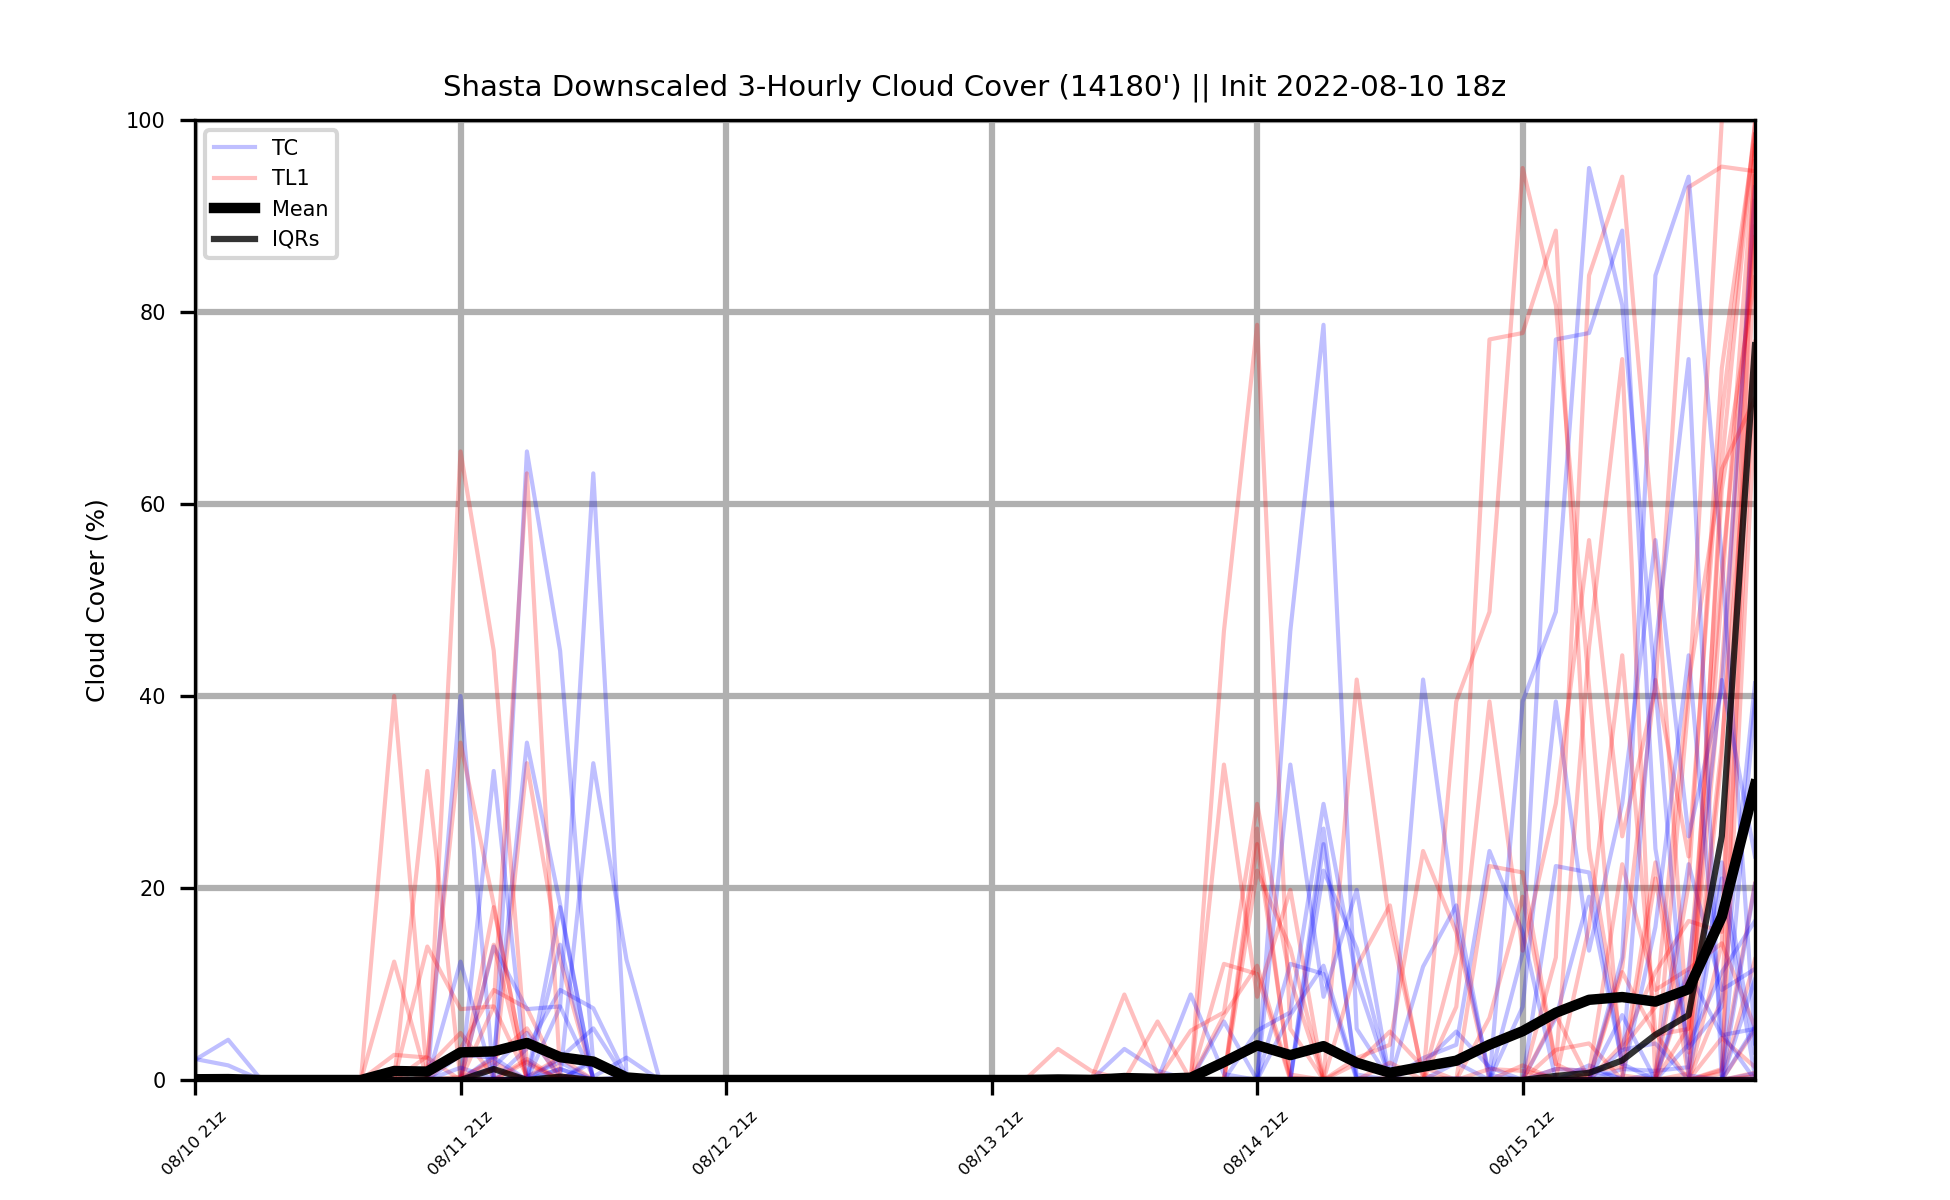 Shasta Downscaled 3-Hourly Cloud Cover (14180') || Init 2022-08-10 18z
100
80
60
40
20
0
Cloud Cover (%)
TC
TL1
Mean
IQRs
08/10 21z
08/11 21z
08/12 21z
08/13 21z
08/14 21z
08/15 21z